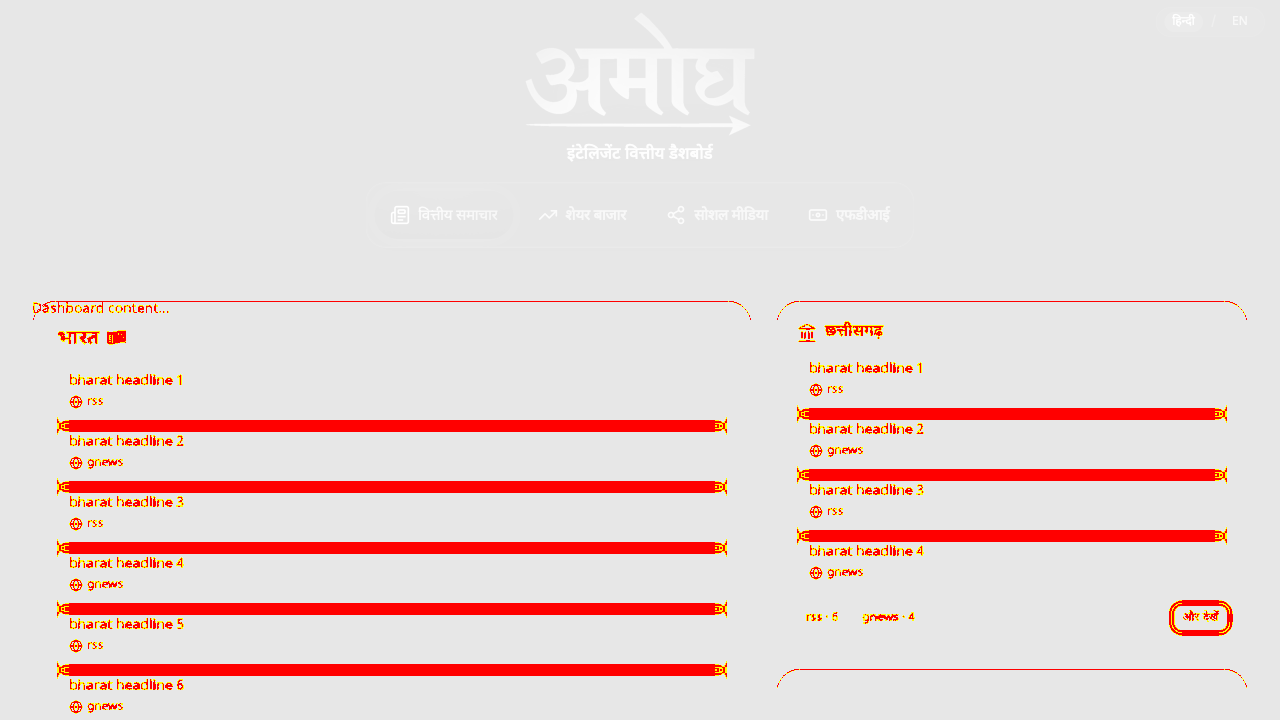 हिन्दी / EN
अमोघ
इंटेलिजेंट वित्तीय डैशबोर्ड
वित्तीय समाचार
शेयर बाजार
सोशल मीडिया
एफडीआई
Dashboard content...
भारत
bharat headline 1
rss
bharat headline 2
gnews
bharat headline 3
rss
bharat headline 4
gnews
bharat headline 5
rss
bharat headline 6
gnews
छत्तीसगढ़
bharat headline 1
rss
bharat headline 2
gnews
bharat headline 3
rss
bharat headline 4
gnews
rss · 6 gnews · 4
और देखें